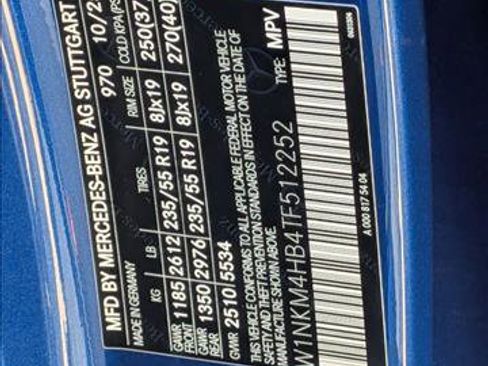 MFD BY MERCEDES-BENZ AG STUTTGART
MADE IN GERMANY 970 10/2
KG LB TIRES RIM SIZE COLD KPA(PS
GAWR FRONT 1185 2612 235/55 R19 8Jx19 250(37
GAWR REAR 1350 2976 235/55 R19 8Jx19 270(40)
GVWR 2510 5534
THIS VEHICLE CONFORMS TO ALL APPLICABLE FEDERAL MOTOR VEHICLE
SAFETY AND THEFT PREVENTION STANDARDS IN EFFECT ON THE DATE OF
MANUFACTURE SHOWN ABOVE.
W1NKM4HB4TF512252 TYPE: MPV
A 000 817 54 04